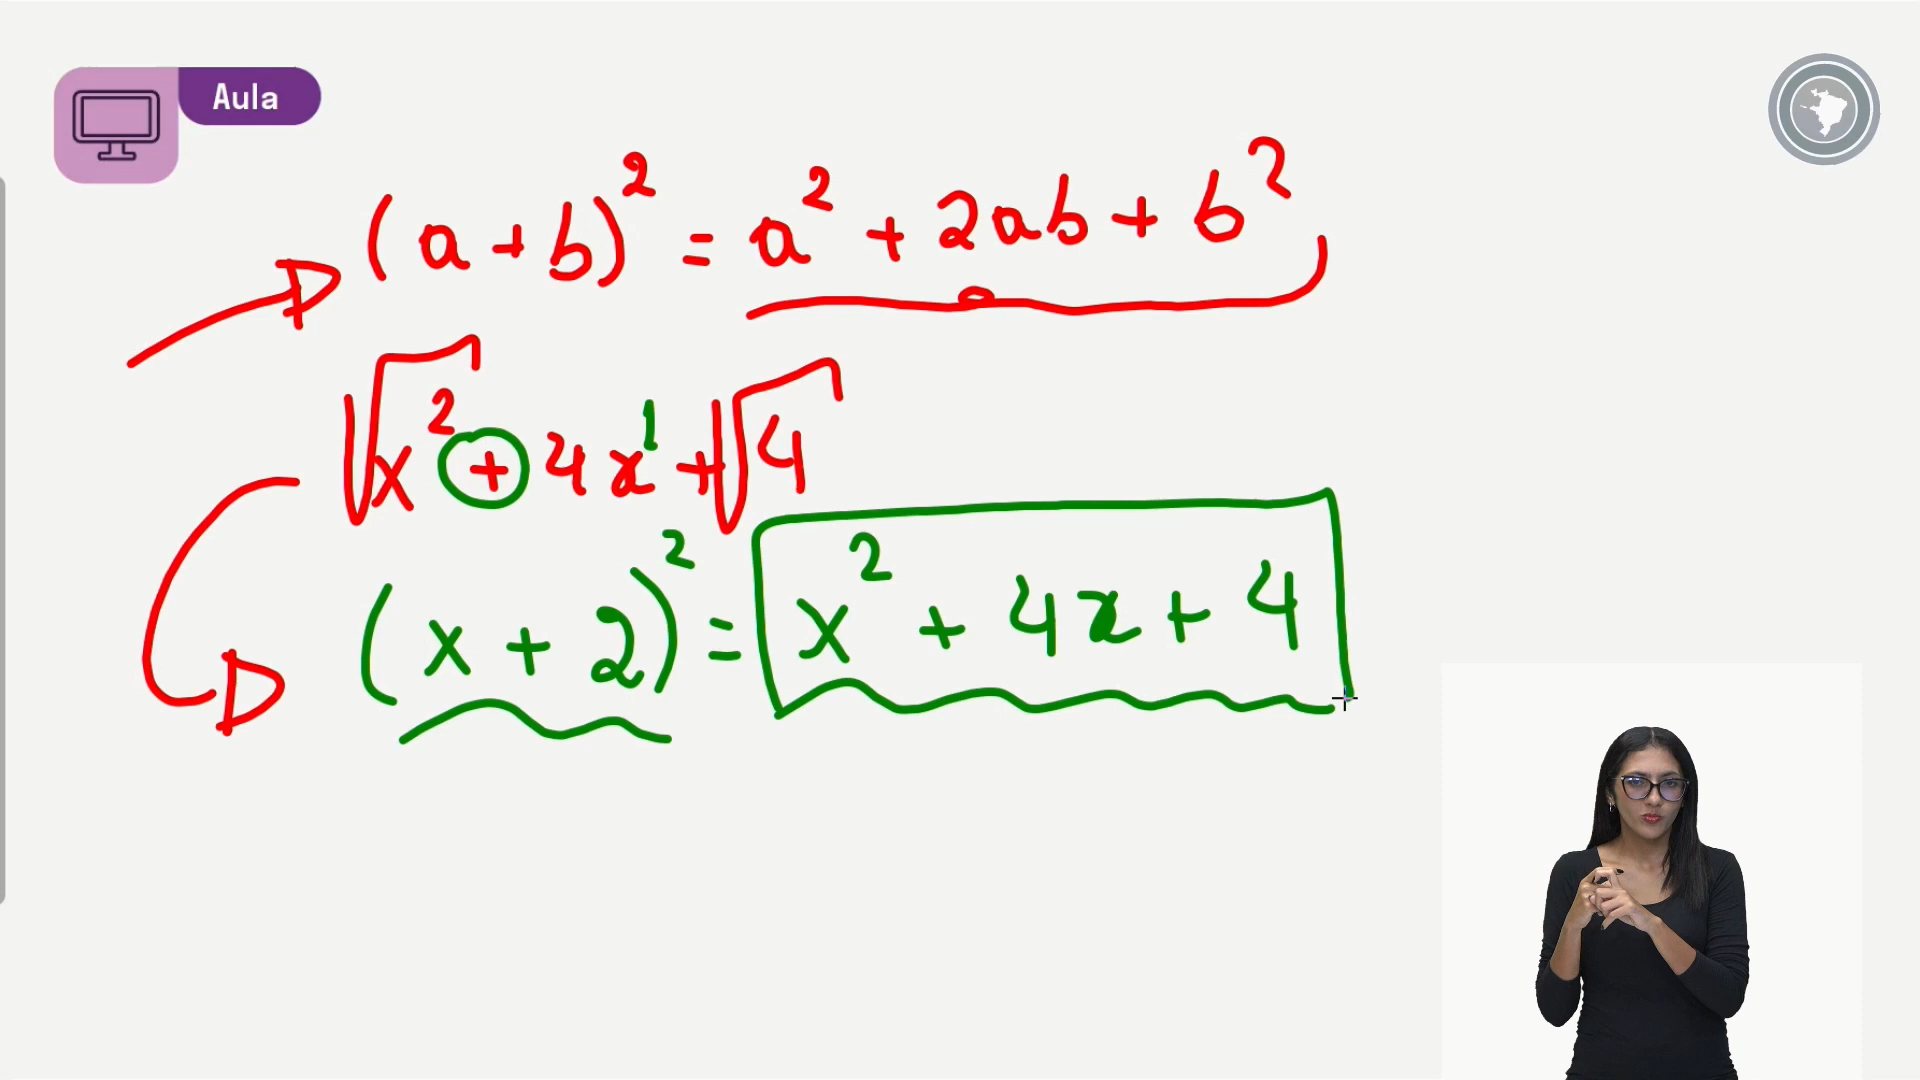 Aula
(a + b)² = a² + 2ab + b²
√x² + 4x¹ + √4
(x + 2)² = x² + 4x + 4